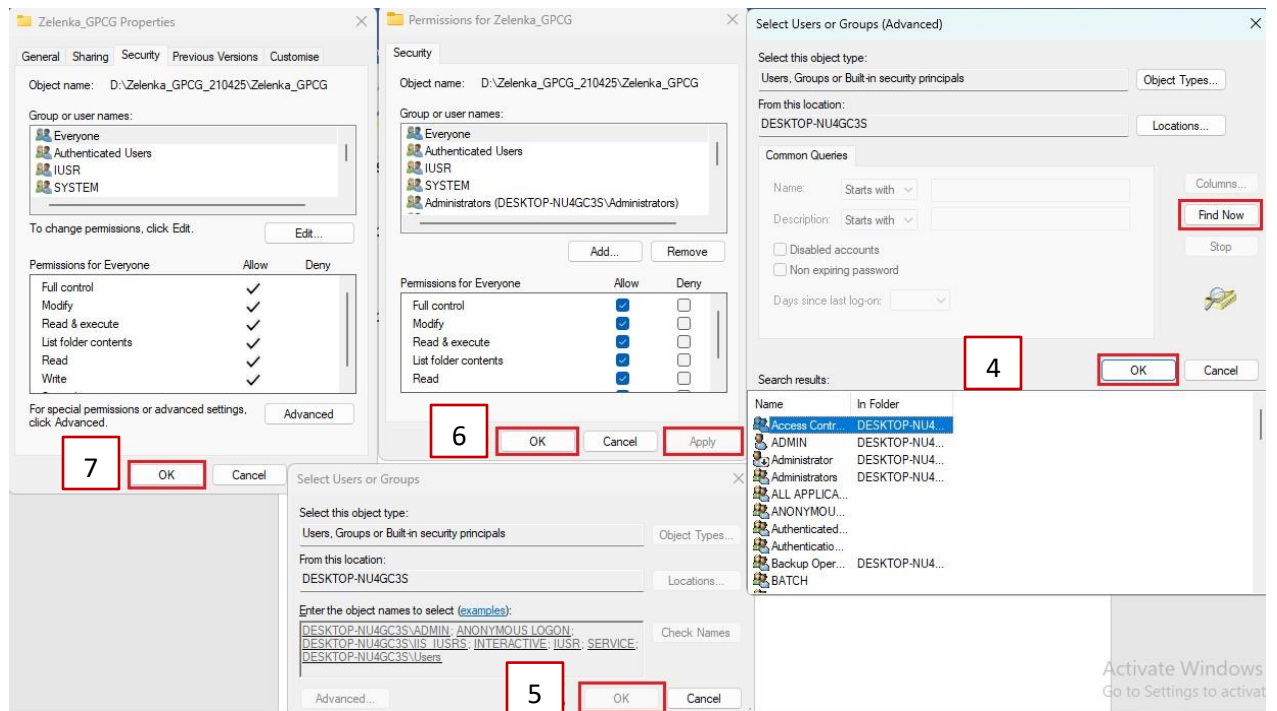 Zelenka_GPCG Properties
General Sharing Security Previous Versions Customise
Object name: D:\Zelenka_GPCG_210425\Zelenka_GPCG
Group or user names:
Everyone
Authenticated Users
IUSR
SYSTEM
To change permissions, click Edit.
Edit...
Permissions for Everyone Allow Deny
Full control
Modify
Read & execute
List folder contents
Read
Write
For special permissions or advanced settings,
click Advanced.
Advanced
7
OK
Cancel
Permissions for Zelenka_GPCG
Security
Object name: D:\Zelenka_GPCG_210425\Zelenka_GPCG
Group or user names:
Everyone
Authenticated Users
IUSR
SYSTEM
Administrators (DESKTOP-NU4GC3S\Administrators)
Add...
Remove
Permissions for Everyone Allow Deny
Full control
Modify
Read & execute
List folder contents
Read
6
OK
Cancel
Apply
Select Users or Groups (Advanced)
Select this object type:
Users, Groups or Built-in security principals
Object Types...
From this location:
DESKTOP-NU4GC3S
Locations...
Common Queries
Name: Starts with
Description: Starts with
Disabled accounts
Non expiring password
Days since last log-on:
Columns...
Find Now
Stop
4
OK
Cancel
Search results:
Name In Folder
Access Contr... DESKTOP-NU4...
ADMIN DESKTOP-NU4...
Administrator DESKTOP-NU4...
Administrators DESKTOP-NU4...
ALL APPLICA...
ANONYMOU...
Authenticated...
Authenticatio...
Backup Oper... DESKTOP-NU4...
BATCH
Select Users or Groups
Select this object type:
Users, Groups or Built-in security principals
Object Types...
From this location:
DESKTOP-NU4GC3S
Locations...
Enter the object names to select (examples):
DESKTOP-NU4GC3S\ADMIN; ANONYMOUS LOGON;
DESKTOP-NU4GC3S\IIS_IUSRS; INTERACTIVE; IUSR; SERVICE;
DESKTOP-NU4GC3S\Users
Check Names
Advanced...
5
OK
Cancel
Activate Windows
Go to Settings to activat